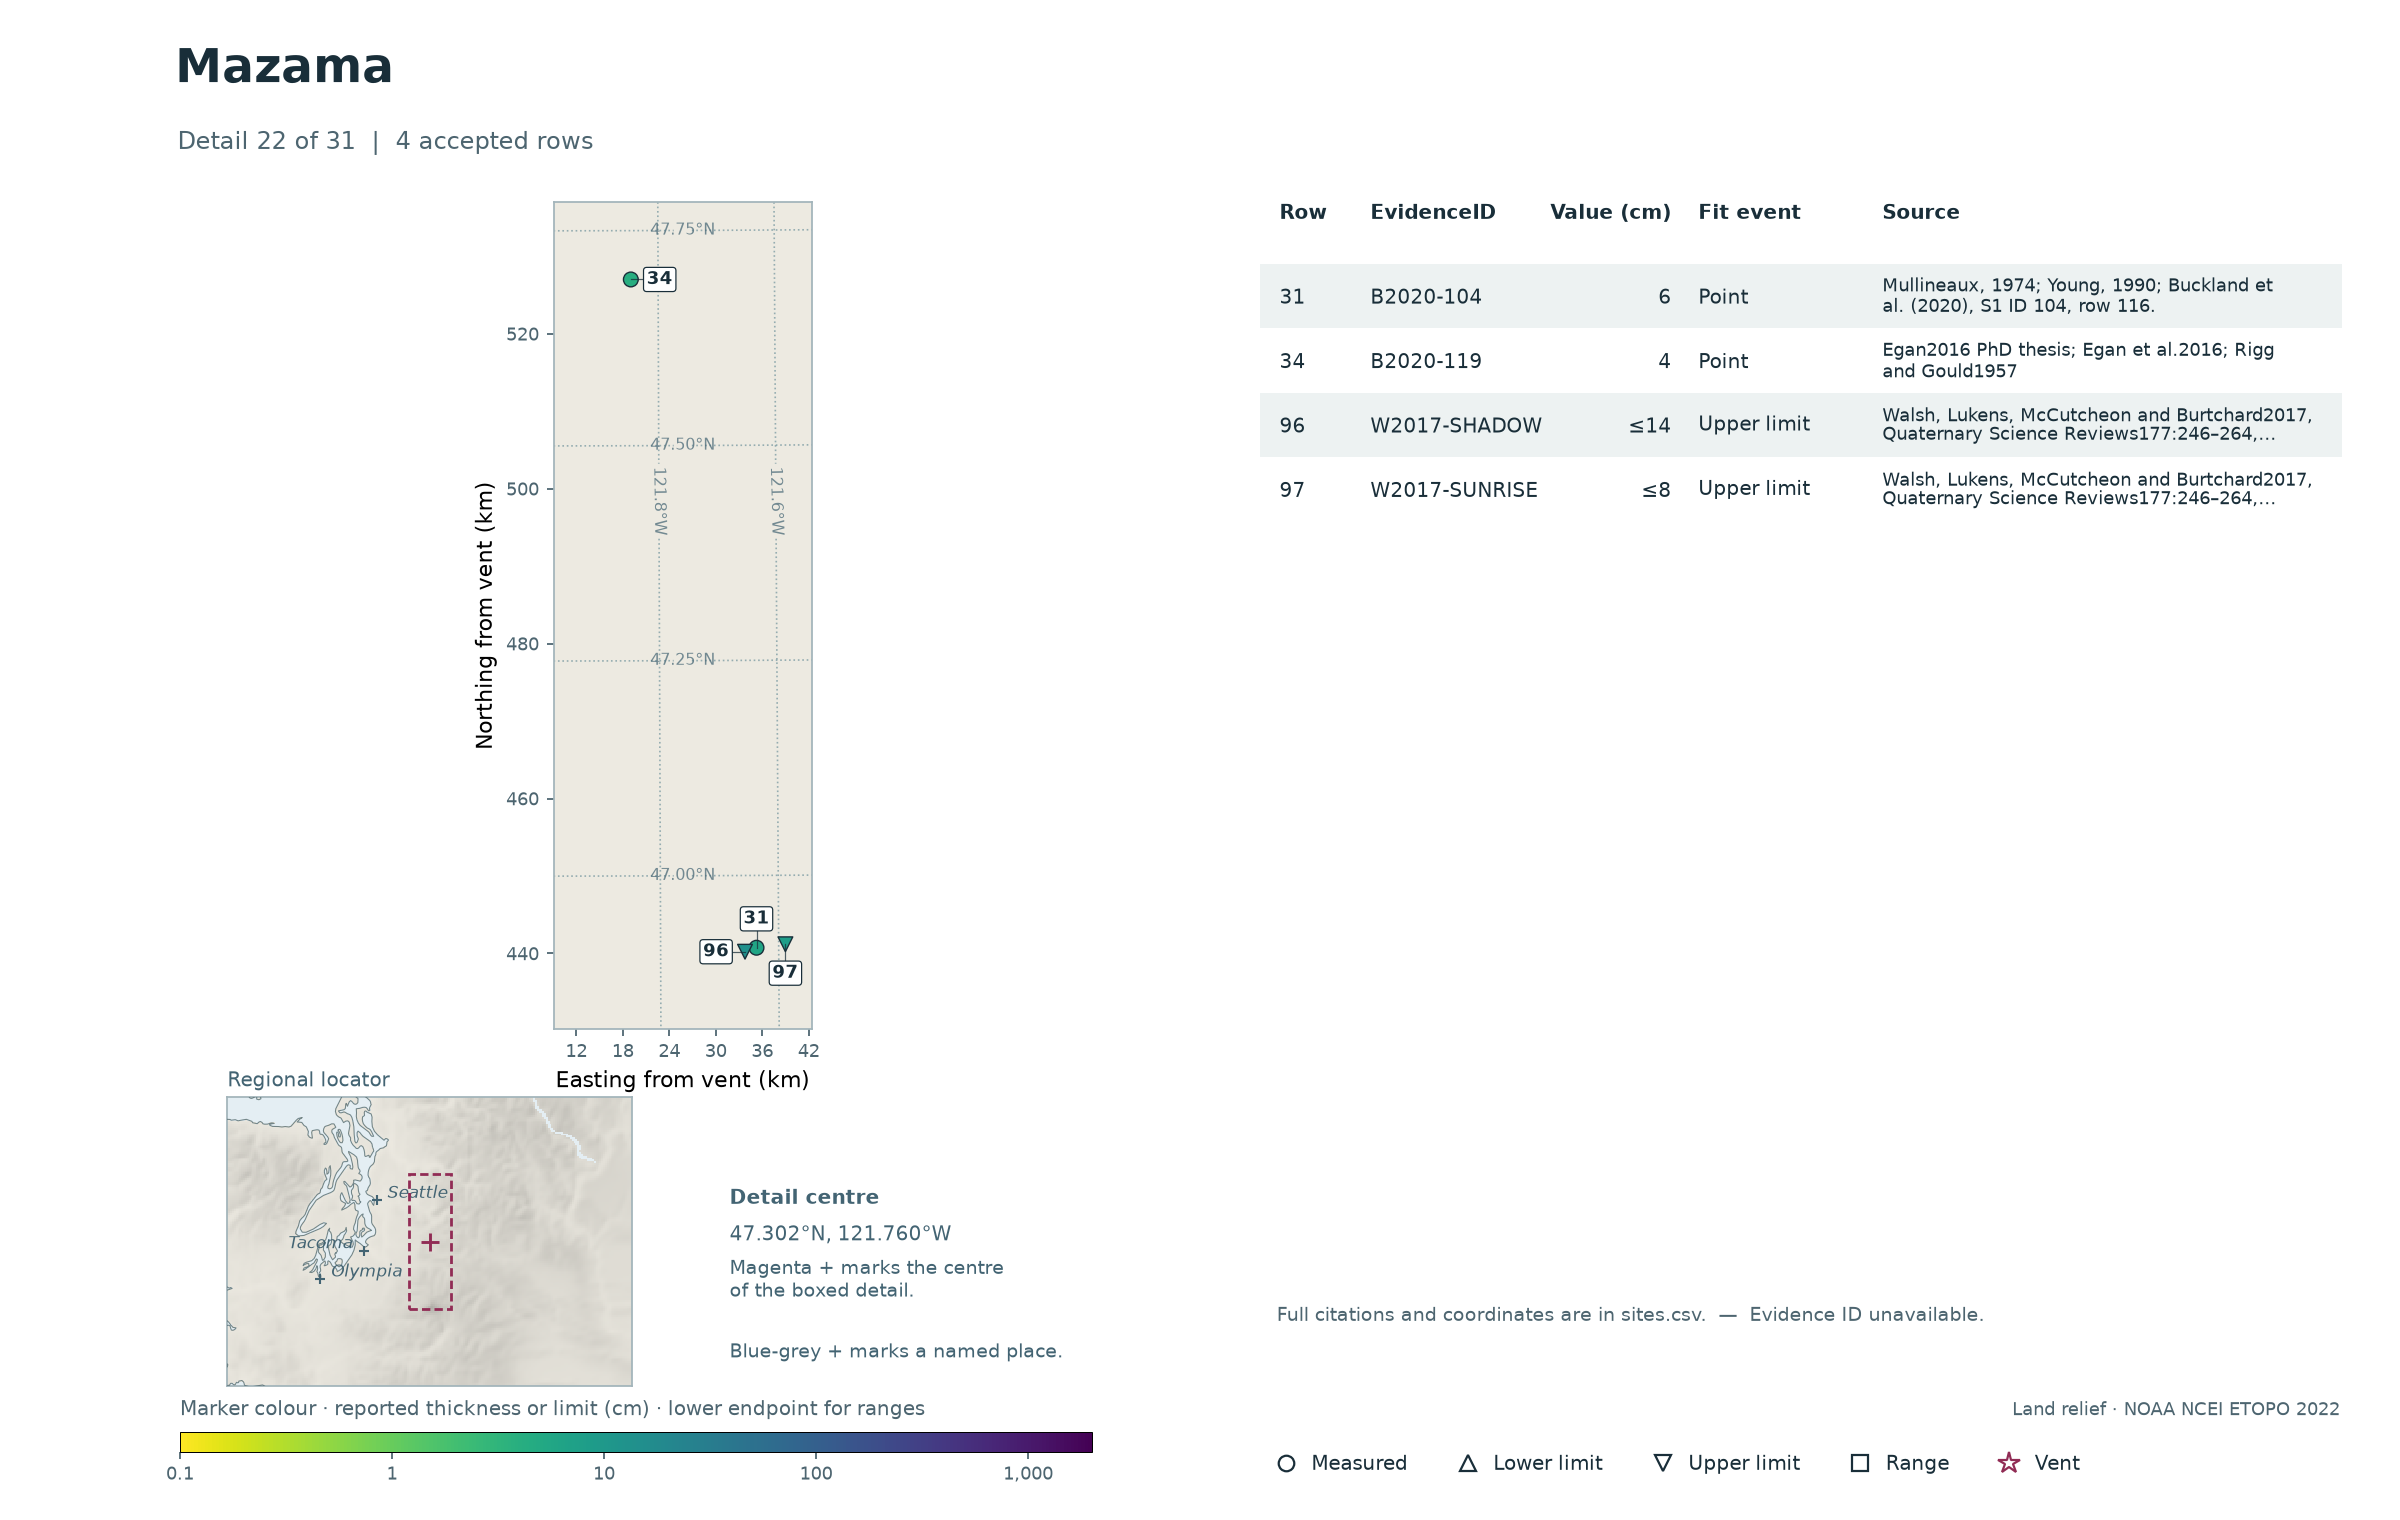 Mazama
Detail 22 of 31 | 4 accepted rows
47.75°N
34
520
47.50°N
121.8°W
121.6°W
500
Northing from vent (km)
480
47.25°N
460
47.00°N
31
96
97
440
12 18 24 30 36 42
Easting from vent (km)
Row EvidenceID Value (cm) Fit event Source
31 B2020-104 6 Point Mullineaux, 1974; Young, 1990; Buckland et
al. (2020), S1 ID 104, row 116.
34 B2020-119 4 Point Egan2016 PhD thesis; Egan et al.2016; Rigg
and Gould1957
96 W2017-SHADOW ≤14 Upper limit Walsh, Lukens, McCutcheon and Burtchard2017,
Quaternary Science Reviews177:246–264,…
97 W2017-SUNRISE ≤8 Upper limit Walsh, Lukens, McCutcheon and Burtchard2017,
Quaternary Science Reviews177:246–264,…
Regional locator
Seattle
Tacoma
Olympia
Detail centre
47.302°N, 121.760°W
Magenta + marks the centre
of the boxed detail.
Blue-grey + marks a named place.
Full citations and coordinates are in sites.csv. — Evidence ID unavailable.
Marker colour · reported thickness or limit (cm) · lower endpoint for ranges
0.1 1 10 100 1,000
Land relief · NOAA NCEI ETOPO 2022
Measured Lower limit Upper limit Range Vent